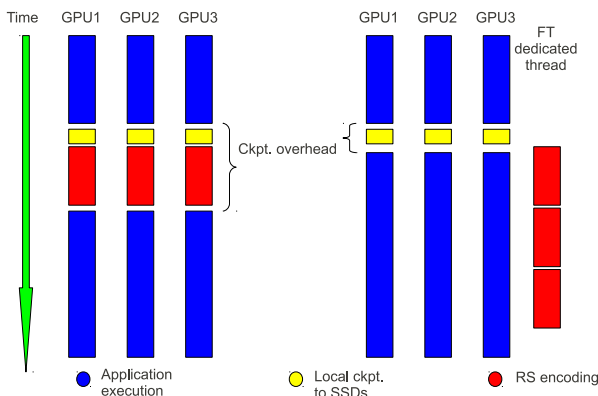 Time GPU1 GPU2 GPU3 GPU1 GPU2 GPU3 FT
dedicated
thread
Ckpt. overhead
Application
execution
Local ckpt.
to SSDs
RS encoding